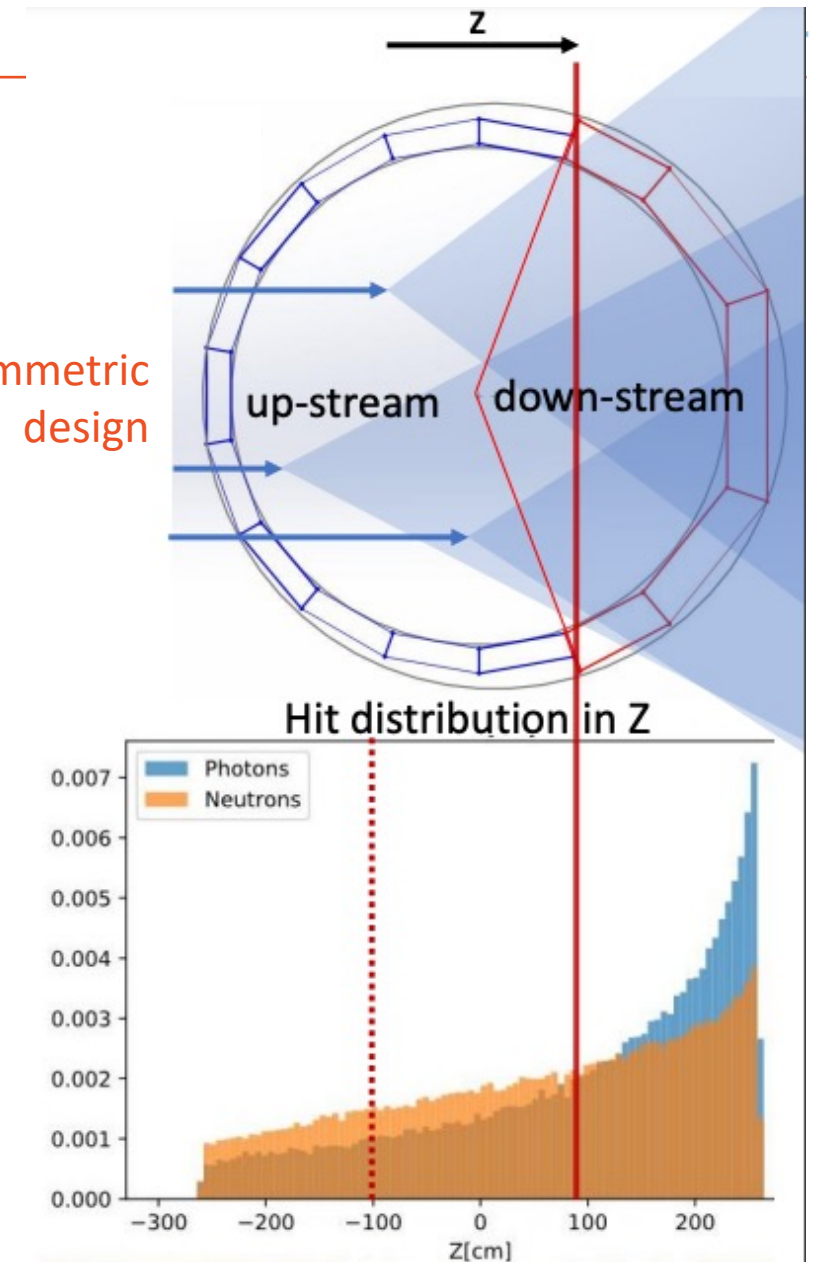 Z
mmetric
design
up-stream
down-stream
Hit distribution in Z
Photons
Neutrons
0.007
0.006
0.005
0.004
0.003
0.002
0.001
0.000
−300 −200 −100 0 100 200
Z[cm]